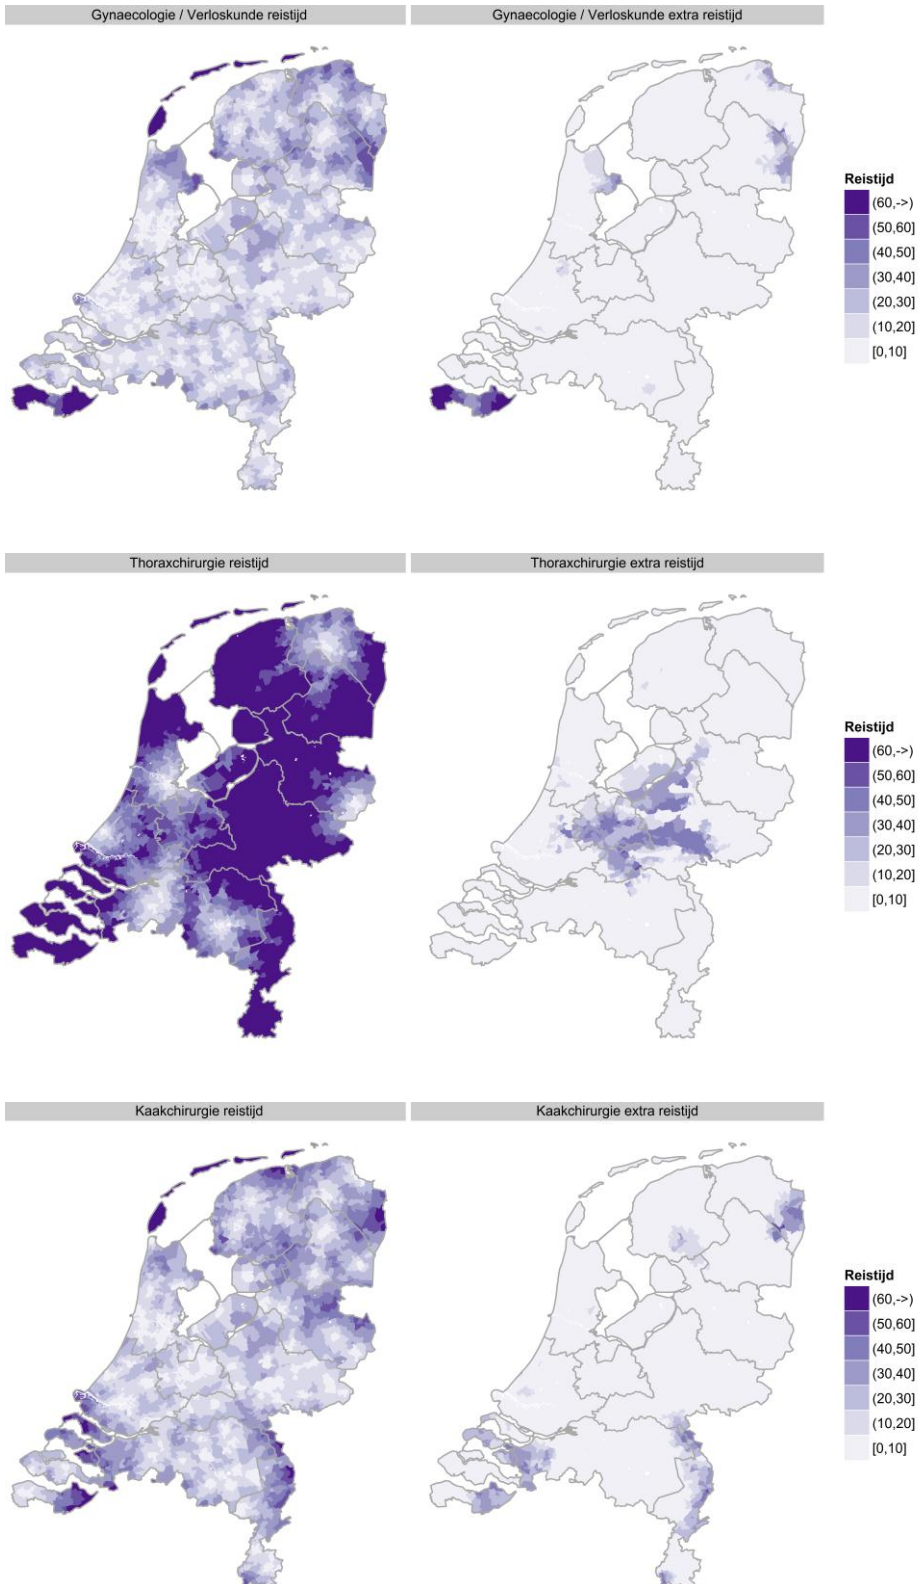 Gynaecologie / Verloskunde reistijd
Gynaecologie / Verloskunde extra reistijd
Reistijd
(60,->)
(50,60]
(40,50]
(30,40]
(20,30]
(10,20]
[0,10]
Thoraxchirurgie reistijd
Thoraxchirurgie extra reistijd
Reistijd
(60,->)
(50,60]
(40,50]
(30,40]
(20,30]
(10,20]
[0,10]
Kaakchirurgie reistijd
Kaakchirurgie extra reistijd
Reistijd
(60,->)
(50,60]
(40,50]
(30,40]
(20,30]
(10,20]
[0,10]